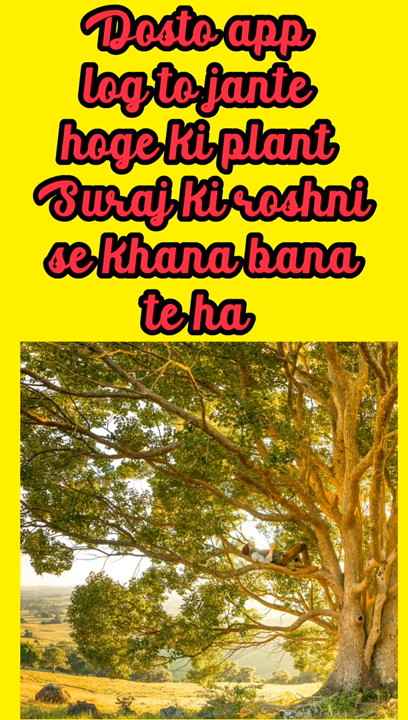 Dosto app
log to jante
hoge ki plant
Suraj ki roshni
se khana bana
te ha